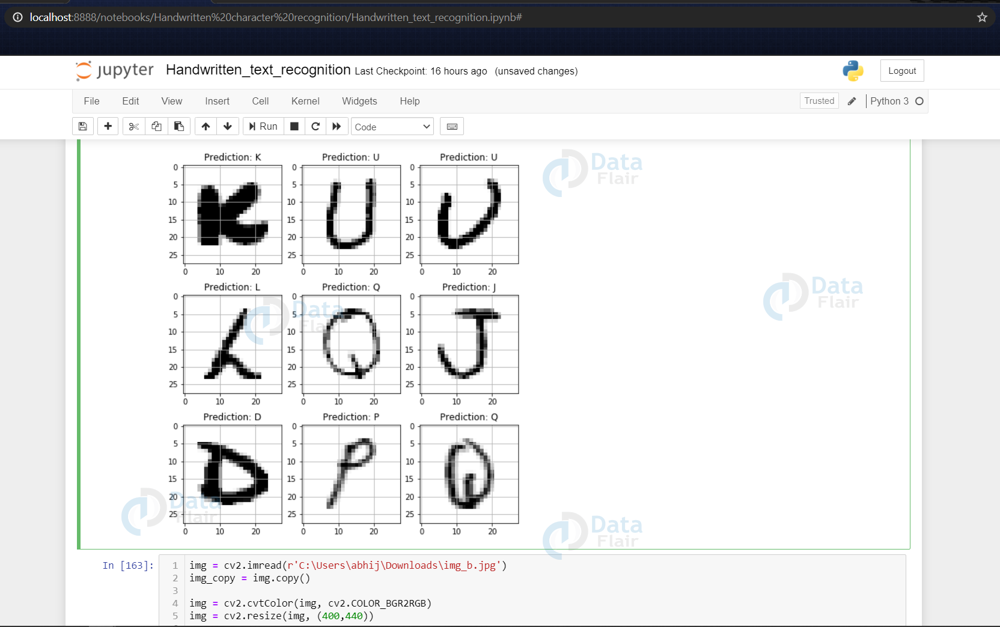 localhost:8888/notebooks/Handwritten%20character%20recognition/Handwritten_text_recognition.ipynb#
jupyter Handwritten_text_recognition Last Checkpoint: 16 hours ago (unsaved changes) Logout
File Edit View Insert Cell Kernel Widgets Help Trusted Python 3
Run Code
Prediction: K Prediction: U Prediction: U
0 0 0
5 5 5
10 10 10
15 15 15
20 20 20
25 25 25
K U U
0 10 20 0 10 20 0 10 20
Prediction: L Prediction: Q Prediction: J
0 0 0
5 5 5
10 10 10
15 15 15
20 20 20
25 25 25
L Q J
0 10 20 0 10 20 0 10 20
Prediction: D Prediction: P Prediction: Q
0 0 0
5 5 5
10 10 10
15 15 15
20 20 20
25 25 25
D P Q
0 10 20 0 10 20 0 10 20
Data Flair
Data Flair
Data Flair
Data Flair
Data Flair
In [163]:
1 img = cv2.imread(r'C:\Users\abhij\Downloads\img_b.jpg')
2 img_copy = img.copy()
3
4 img = cv2.cvtColor(img, cv2.COLOR_BGR2RGB)
5 img = cv2.resize(img, (400,440))